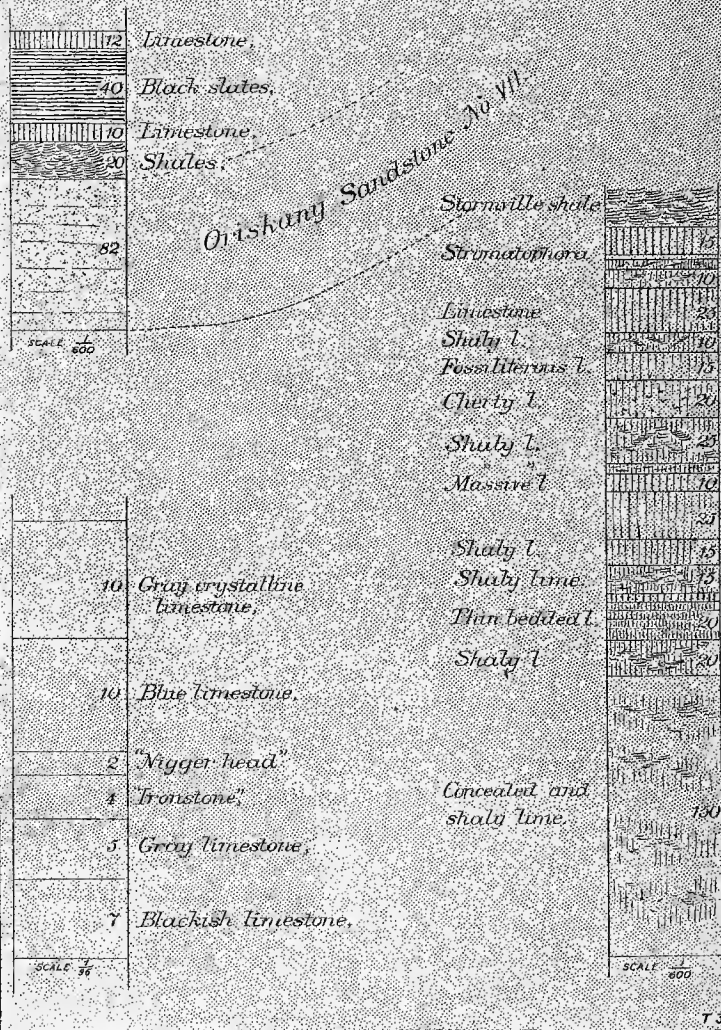 12 Limestone.
40 Black slates.
10 Limestone.
20 Shales.
82
SCALE 1/600
Oriskany Sandstone No VII.
Stormville shale
15
Stromatophora
10
Limestone 25
Shaly l. 10
Fossiliferous l. 15
Cherty l. 20
Shaly l. 25
" "
Massive l 10
Shaly l. 15
Shaly lime. 15
Thin bedded l. 20
Shaly l 20
Concealed and
shaly lime. 130
SCALE 1/600
10 Gray crystalline
limestone,
10 Blue limestone.
2 "Nigger head"
4 "Ironstone",
5 Gray limestone,
7 Blackish limestone.
SCALE 1/96